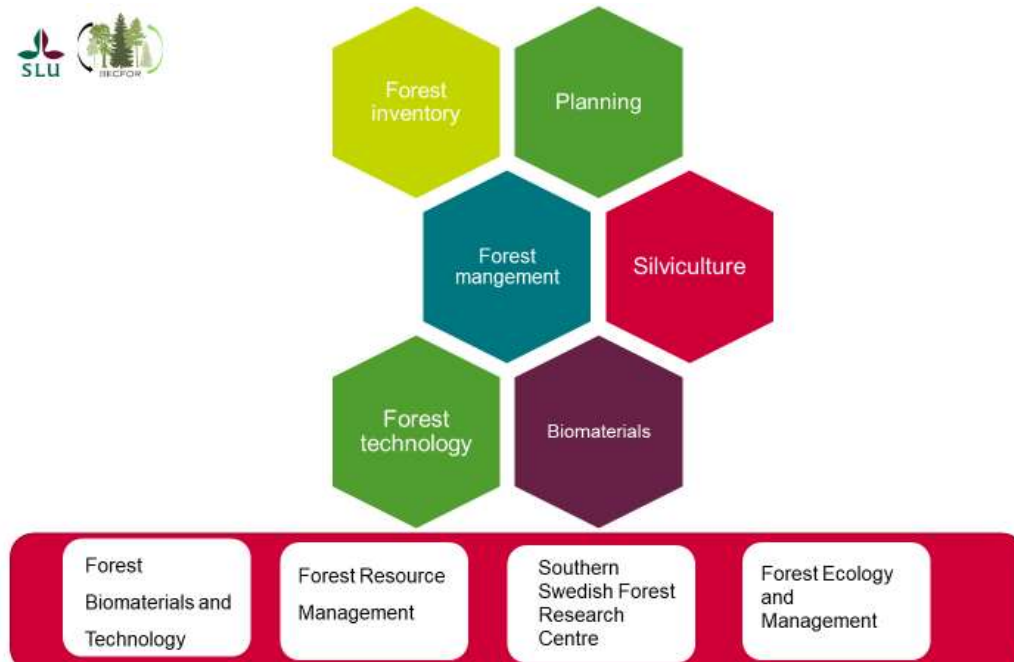 SLU
BECFOR
Forest
inventory
Planning
Forest
mangement
Silviculture
Forest
technology
Biomaterials
Forest
Biomaterials and
Technology
Forest Resource
Management
Southern
Swedish Forest
Research
Centre
Forest Ecology
and
Management